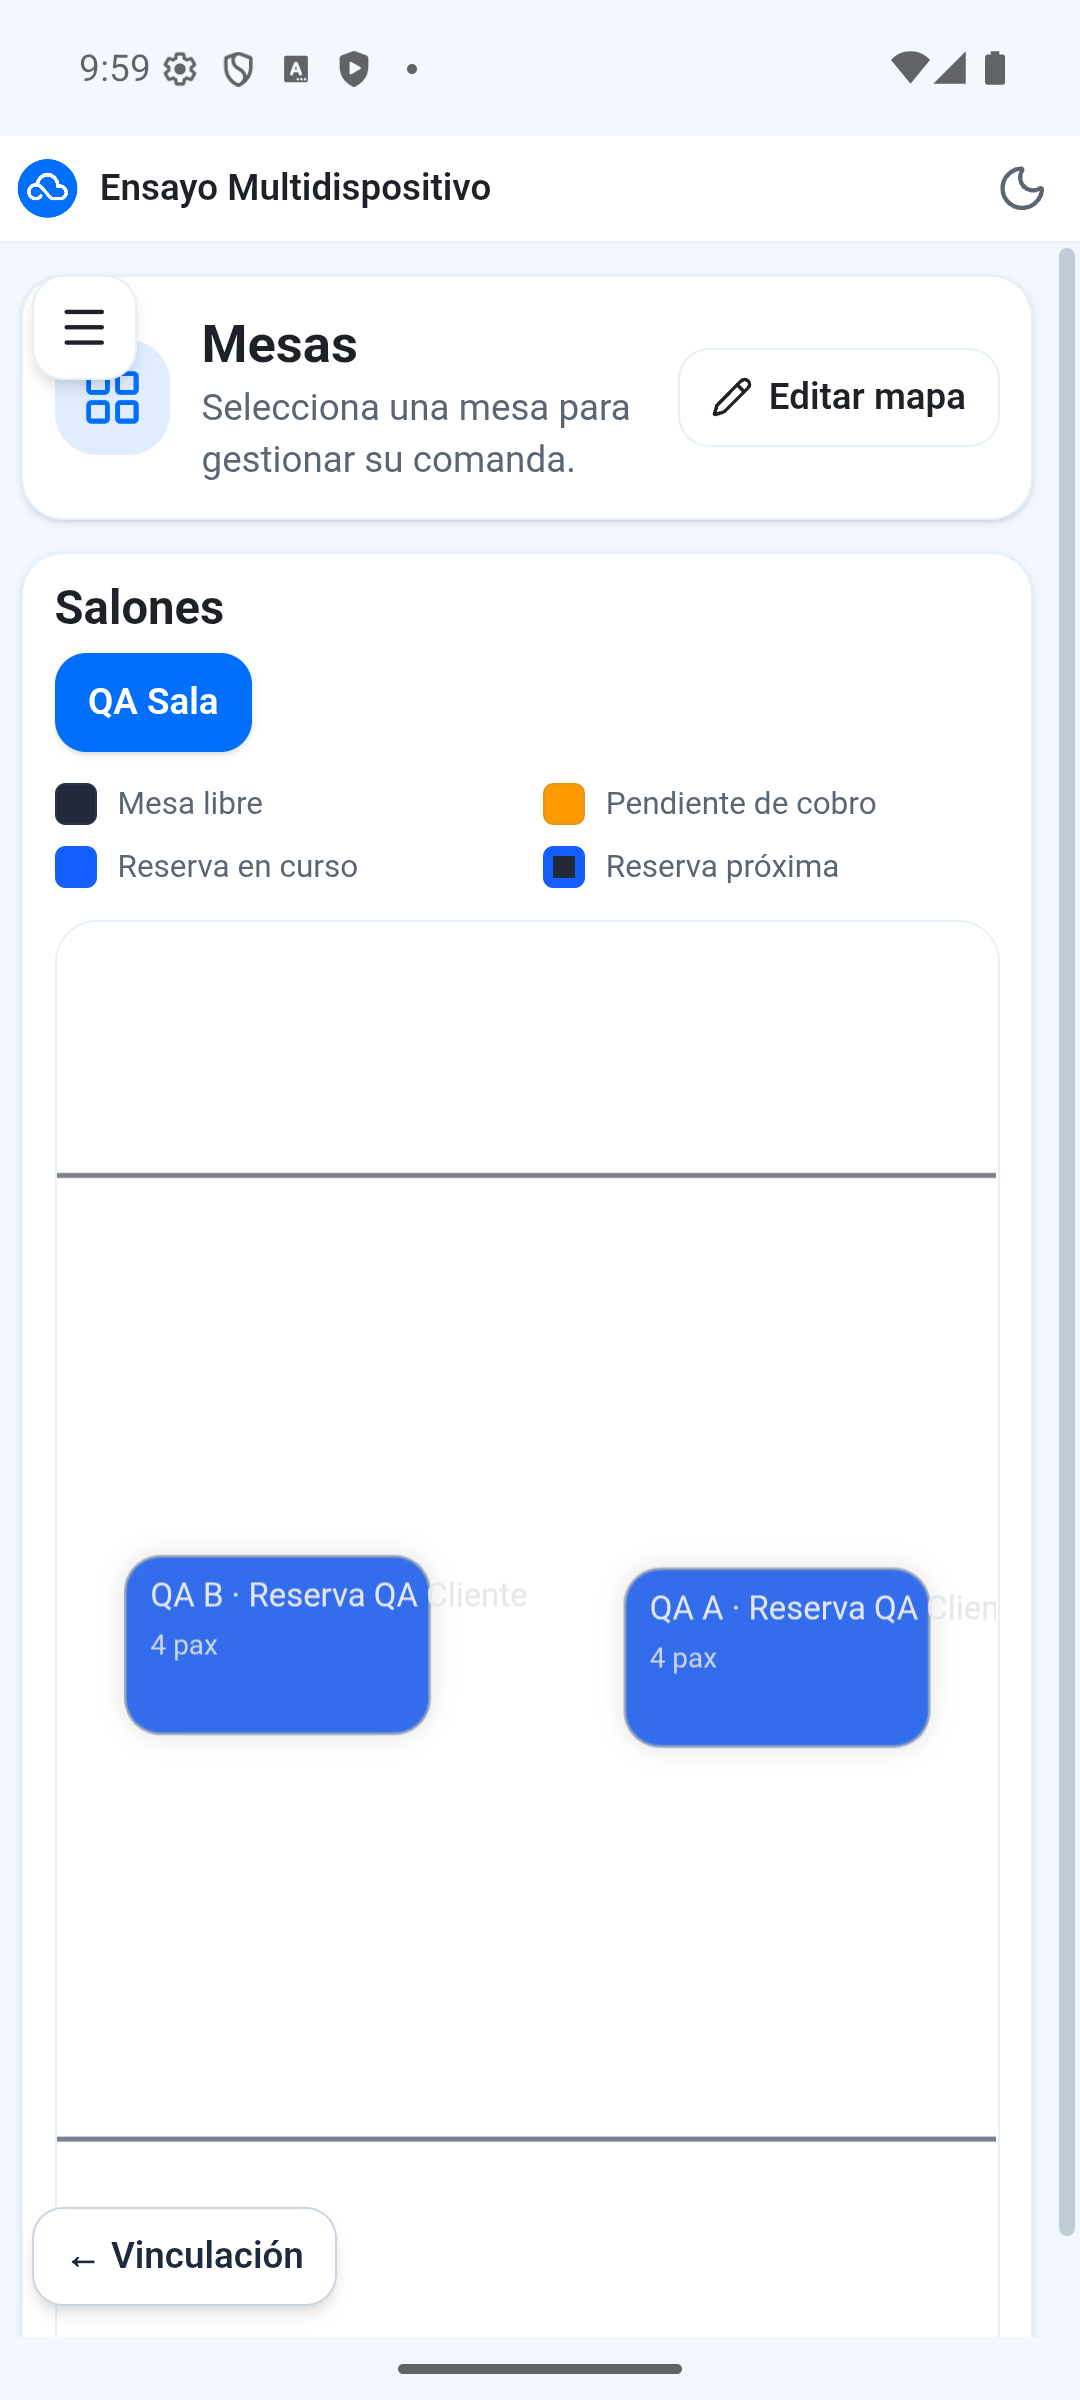 9:59
Ensayo Multidispositivo
Mesas
Selecciona una mesa para
gestionar su comanda.
Editar mapa
Salones
QA Sala
Mesa libre
Pendiente de cobro
Reserva en curso
Reserva próxima
QA B · Reserva QA Cliente
4 pax
QA A · Reserva QA Clien
4 pax
← Vinculación